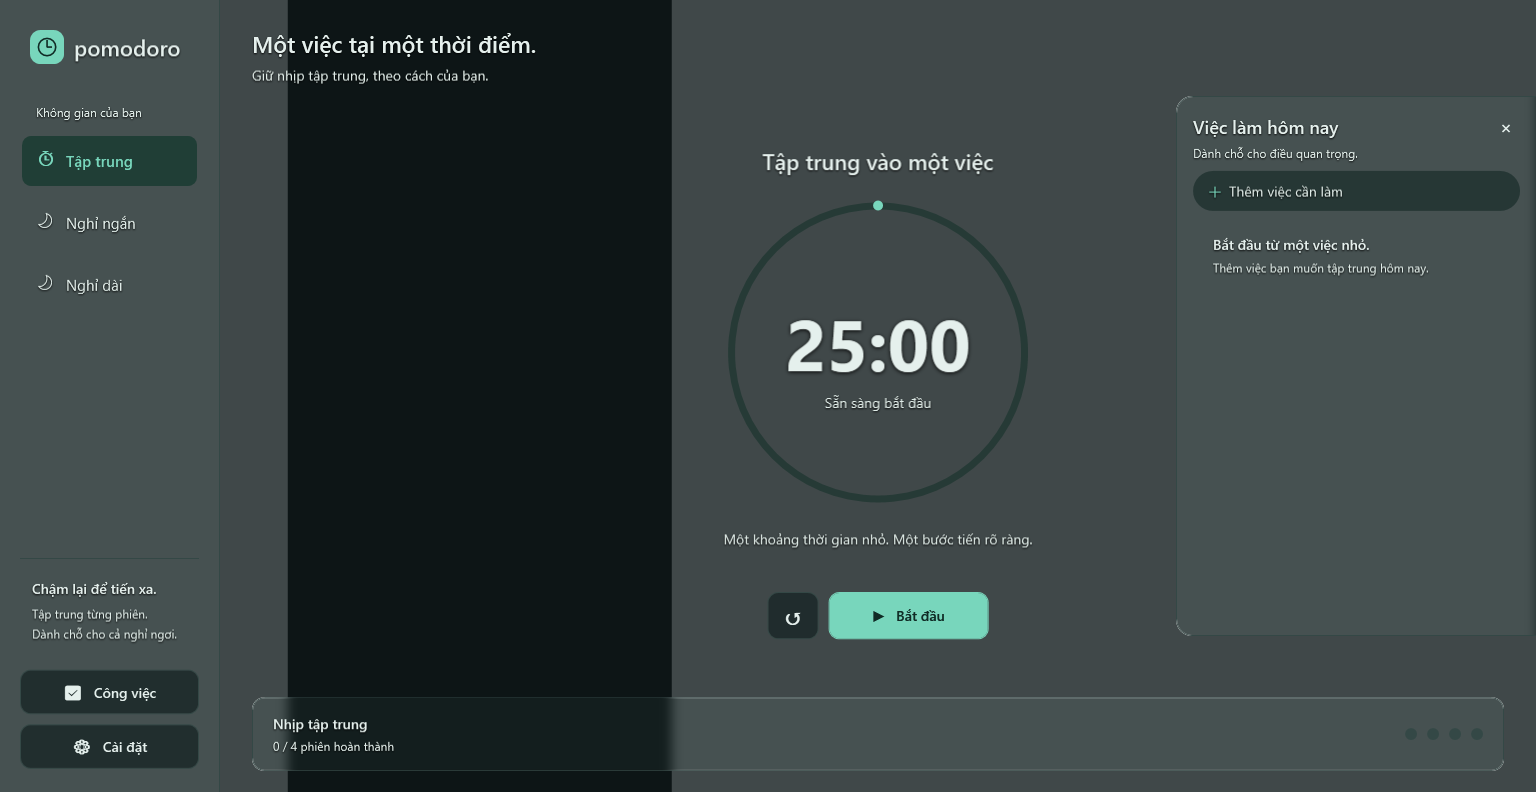 pomodoro
Không gian của bạn
Tập trung
Nghỉ ngắn
Nghỉ dài
Chậm lại để tiến xa.
Tập trung từng phiên.
Dành chỗ cho cả nghỉ ngơi.
Công việc
Cài đặt
Một việc tại một thời điểm.
Giữ nhịp tập trung, theo cách của bạn.
Tập trung vào một việc
25:00
Sẵn sàng bắt đầu
Một khoảng thời gian nhỏ. Một bước tiến rõ ràng.
Bắt đầu
Nhịp tập trung
0 / 4 phiên hoàn thành
Việc làm hôm nay
Dành chỗ cho điều quan trọng.
Thêm việc cần làm
Bắt đầu từ một việc nhỏ.
Thêm việc bạn muốn tập trung hôm nay.